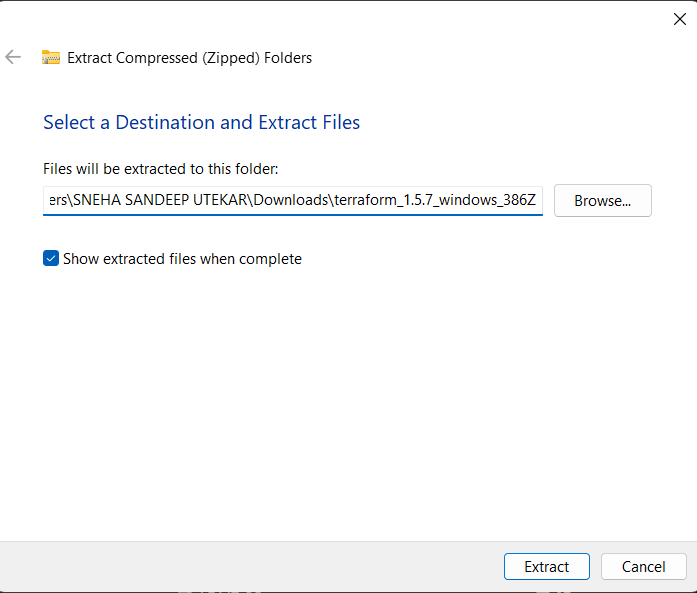 Extract Compressed (Zipped) Folders
Select a Destination and Extract Files
Files will be extracted to this folder:
ers\SNEHA SANDEEP UTEKAR\Downloads\terraform_1.5.7_windows_386Z
Browse...
Show extracted files when complete
Extract
Cancel